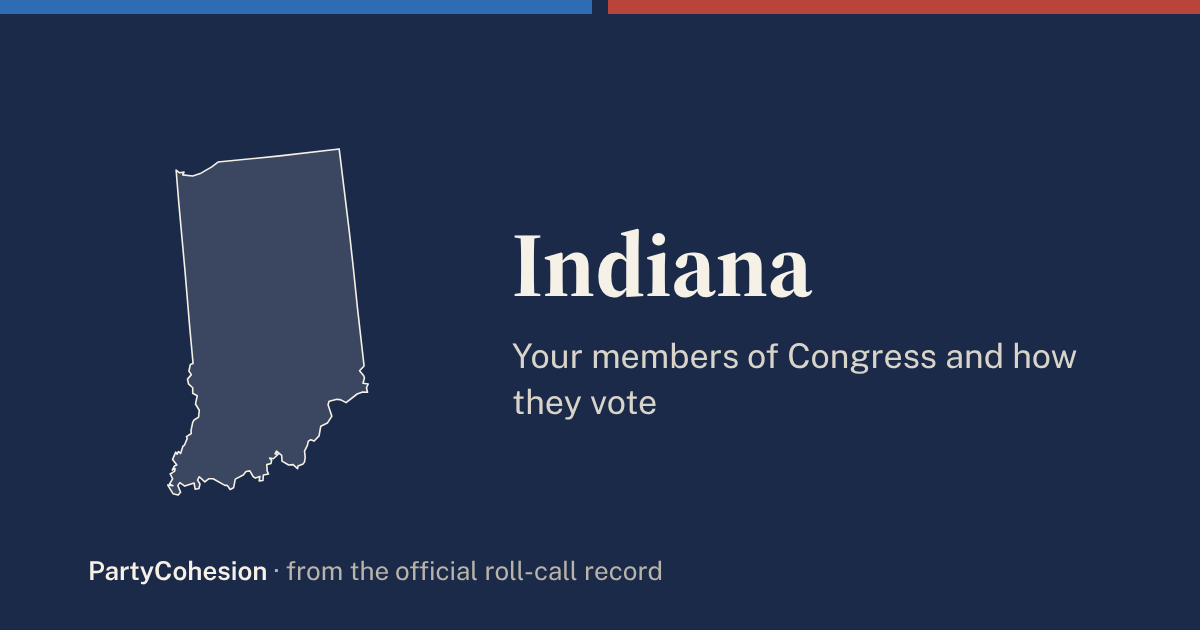 Indiana
Your members of Congress and how
they vote
PartyCohesion · from the official roll-call record